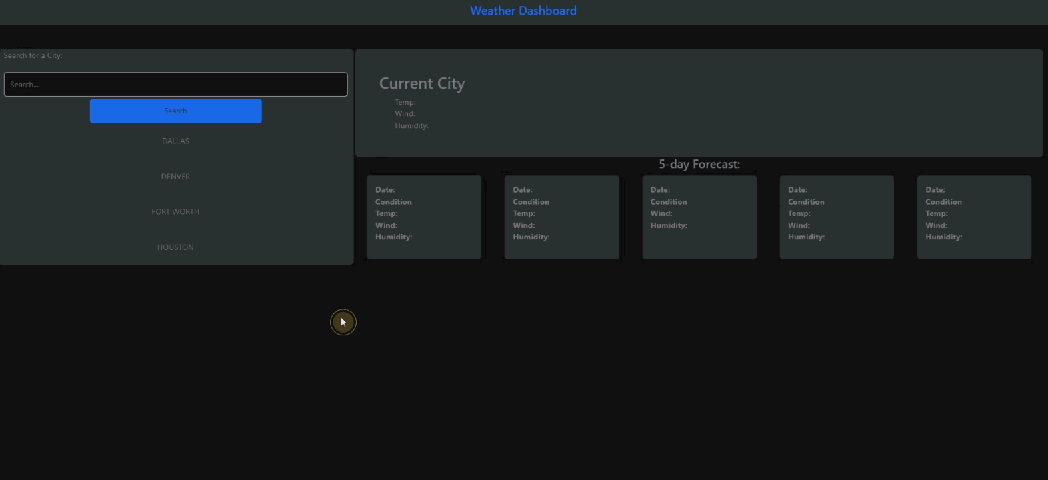 Weather Dashboard
Search for a City:
Search...
Search
DALLAS
DENVER
FORT WORTH
HOUSTON
Current City
Temp:
Wind:
Humidity:
5-day Forecast:
Date:
Condition
Temp:
Wind:
Humidity:
Date:
Condition
Temp:
Wind:
Humidity:
Date:
Condition
Wind:
Humidity:
Date:
Condition
Temp:
Wind:
Humidity:
Date:
Condition
Temp:
Wind:
Humidity: